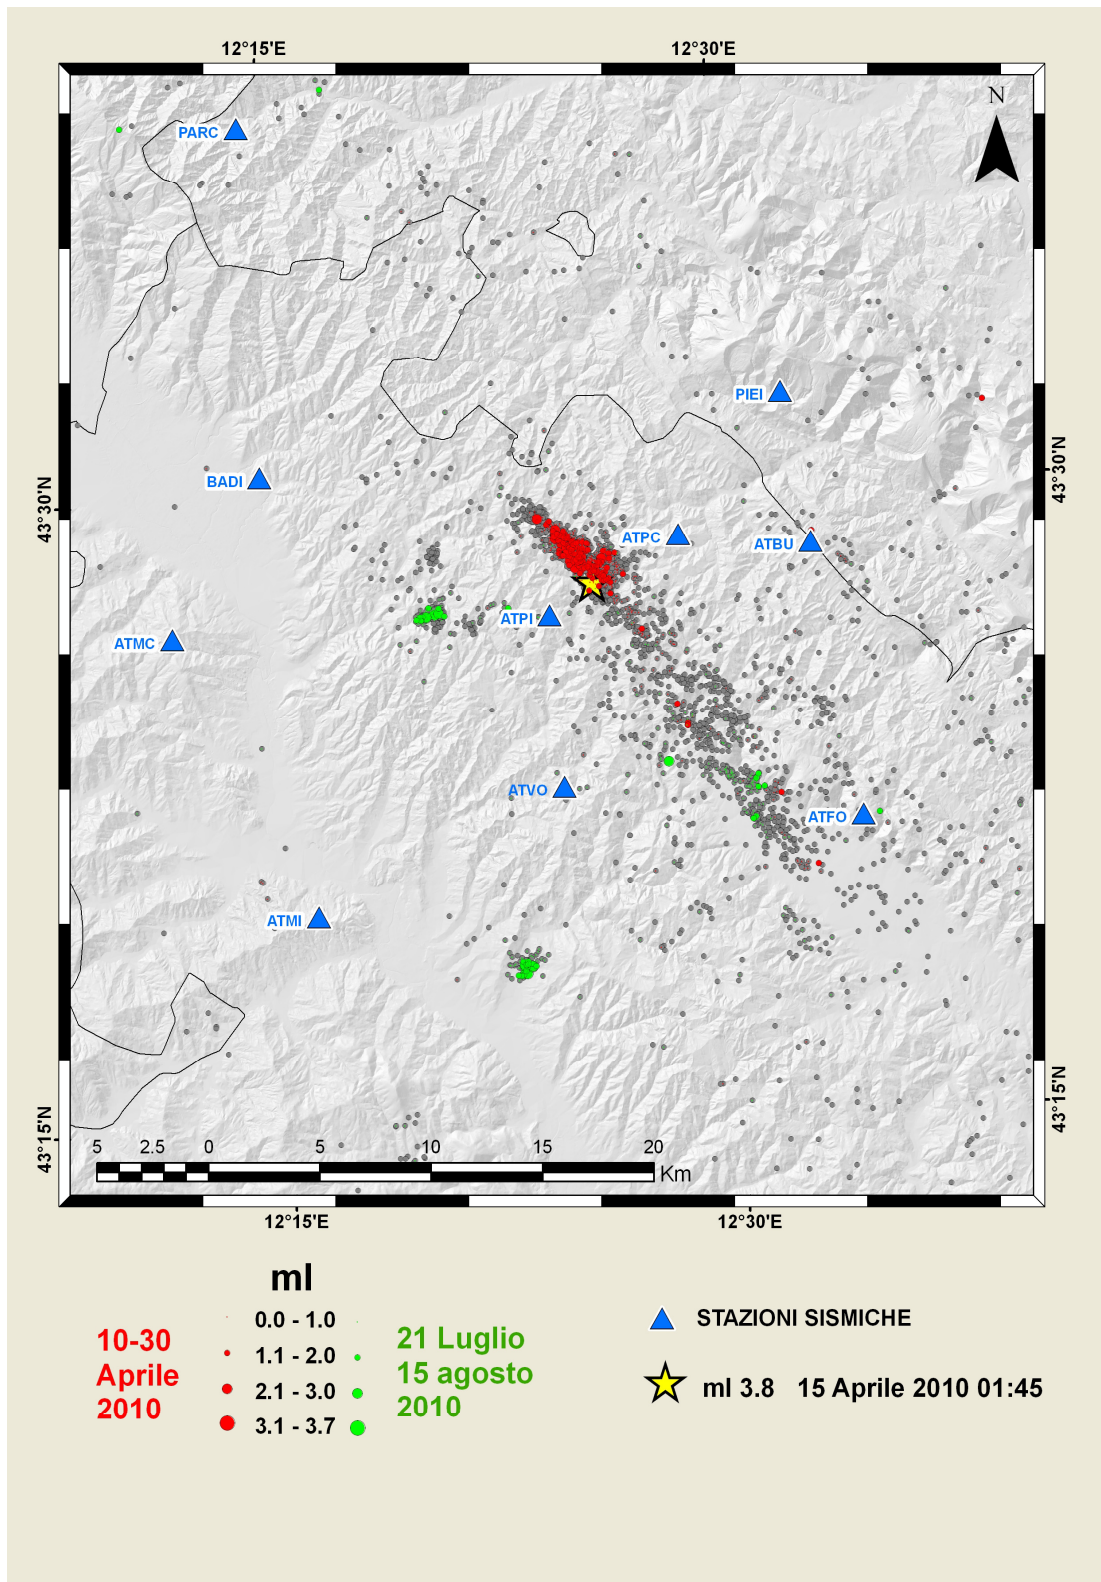 12°15'E 12°30'E
N
PARC
PIEI
BADI
43°30'N
43°30'N
ATPC
ATBU
ATPI
ATMC
ATVO
ATFO
ATMI
43°15'N
43°15'N
5 2.5 0 5 10 15 20
Km
12°15'E 12°30'E
ml
0.0 - 1.0
1.1 - 2.0
2.1 - 3.0
3.1 - 3.7
10-30
Aprile
2010
21 Luglio
15 agosto
2010
STAZIONI SISMICHE
ml 3.8 15 Aprile 2010 01:45